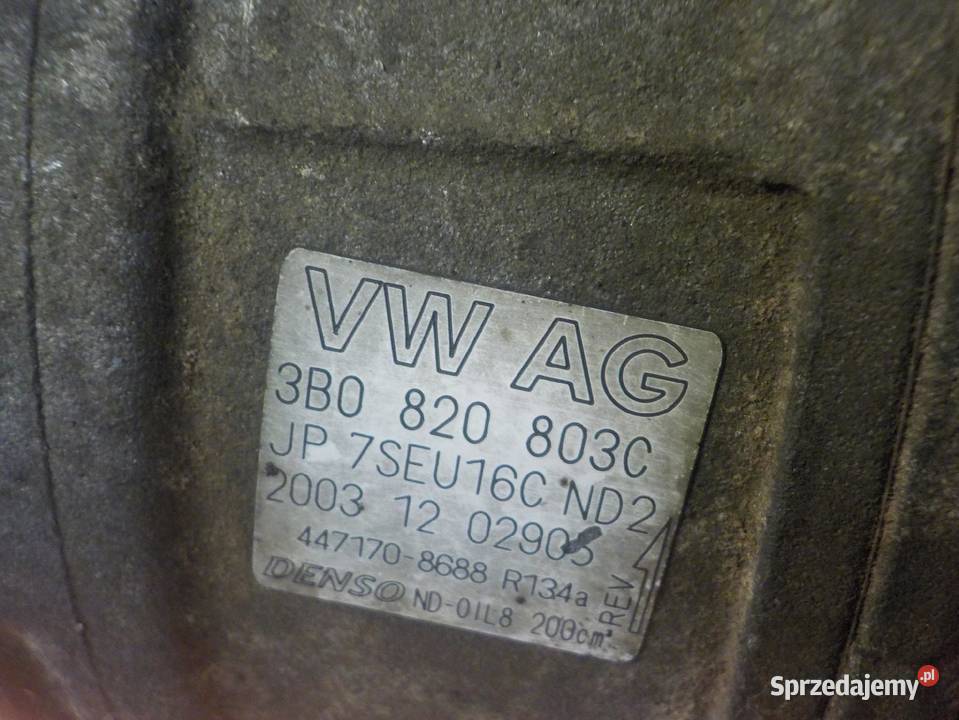 VW AG
3B0 820 803C
JP 7SEU16C ND2
2003 12 02905
447170-8688 R134a
DENSO ND-OIL8 200cm³
REV
Sprzedajemy.pl